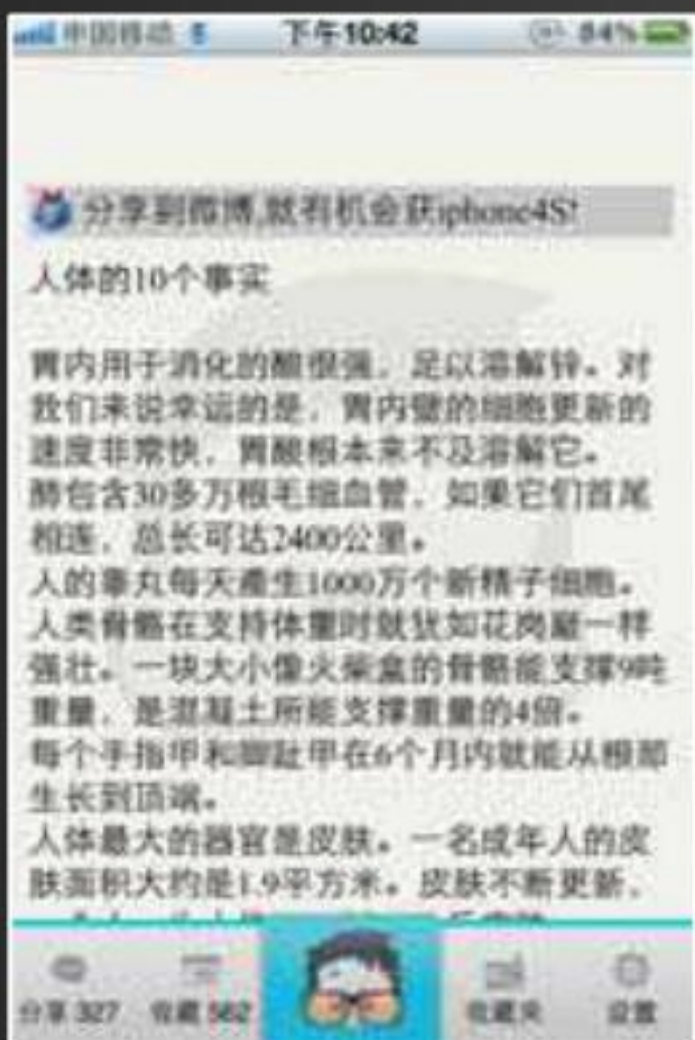 中国移动
下午10:42
84%
分享到微博,就有机会获iphone4S!
人体的10个事实
胃内用于消化的酸很强，足以溶解锌。对
我们来说幸运的是，胃内壁的细胞更新的
速度非常快，胃酸根本来不及溶解它。
肺包含30多万根毛细血管，如果它们首尾
相连，总长可达2400公里。
人的睾丸每天產生1000万个新精子细胞。
人类骨骼在支持体重时就犹如花岗巖一样
强壮。一块大小像火柴盒的骨骼能支撑9吨
重量，是混凝土所能支撑重量的4倍。
每个手指甲和脚趾甲在6个月内就能从根部
生长到顶端。
人体最大的器官是皮肤。一名成年人的皮
肤面积大约是1.9平方米。皮肤不断更新，
分享 327
收藏 562
收藏夹
设置